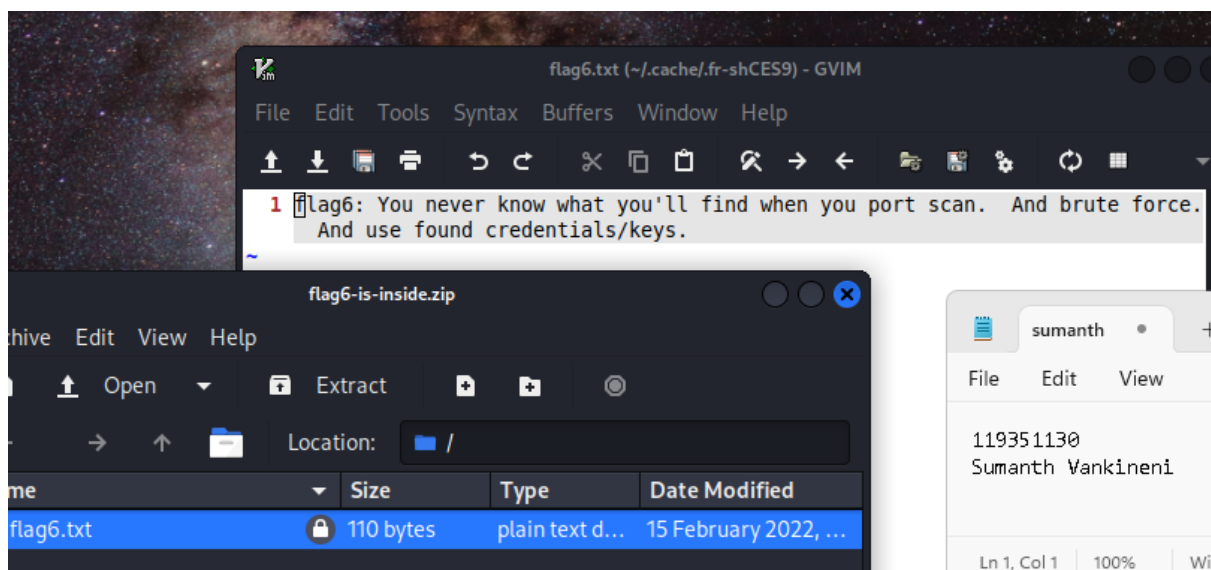 flag6.txt (~/.cache/.fr-shCES9) - GVIM
File Edit Tools Syntax Buffers Window Help
1 flag6: You never know what you'll find when you port scan. And brute force.
And use found credentials/keys.
~
flag6-is-inside.zip
chive Edit View Help
Open Extract
Location: /
me Size Type Date Modified
flag6.txt 110 bytes plain text d... 15 February 2022, ...
sumanth
File Edit View
119351130
Sumanth Vankineni
Ln 1, Col 1 100% Wi